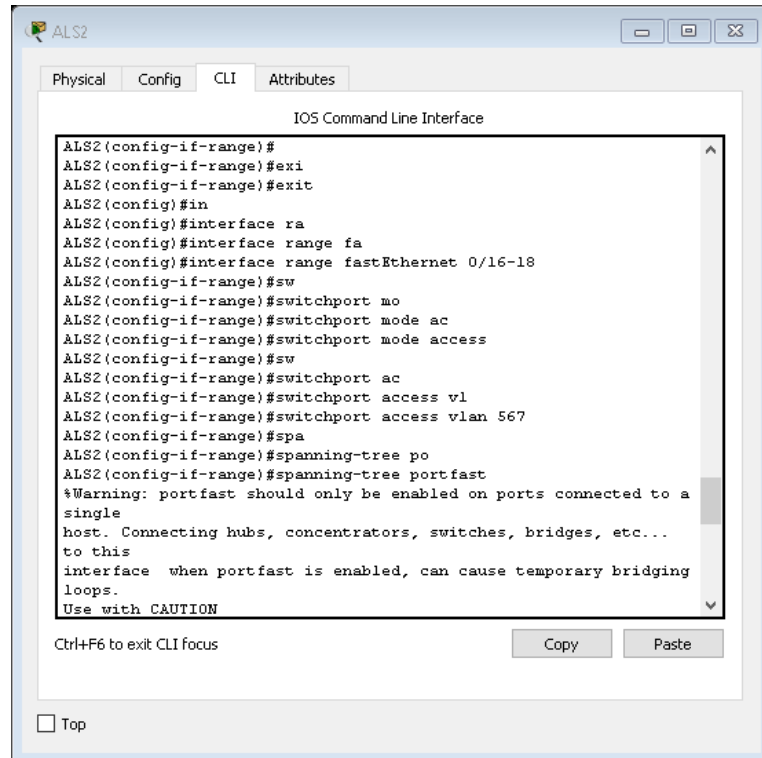 ALS2
Physical Config CLI Attributes
IOS Command Line Interface
ALS2(config-if-range)#
ALS2(config-if-range)#exi
ALS2(config-if-range)#exit
ALS2(config)#in
ALS2(config)#interface ra
ALS2(config)#interface range fa
ALS2(config)#interface range fastEthernet 0/16-18
ALS2(config-if-range)#sw
ALS2(config-if-range)#switchport mo
ALS2(config-if-range)#switchport mode ac
ALS2(config-if-range)#switchport mode access
ALS2(config-if-range)#sw
ALS2(config-if-range)#switchport ac
ALS2(config-if-range)#switchport access vl
ALS2(config-if-range)#switchport access vlan 567
ALS2(config-if-range)#spa
ALS2(config-if-range)#spanning-tree po
ALS2(config-if-range)#spanning-tree portfast
%Warning: portfast should only be enabled on ports connected to a
single
host. Connecting hubs, concentrators, switches, bridges, etc...
to this
interface  when portfast is enabled, can cause temporary bridging
loops.
Use with CAUTION
Ctrl+F6 to exit CLI focus Copy Paste
Top